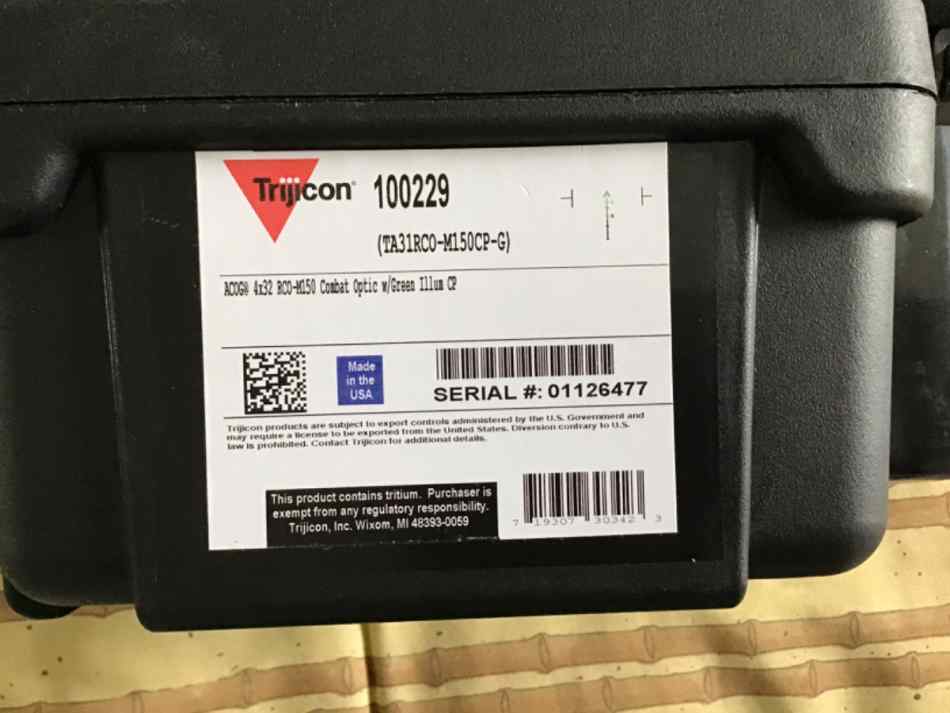 Trijicon® 100229
(TA31RCO-M150CP-G)
ACOG® 4x32 RCO-M150 Combat Optic w/Green Illum CP
Made
in the
USA
SERIAL #: 01126477
Trijicon products are subject to export controls administered by the U.S. Government and
may require a license to be exported from the United States. Diversion contrary to U.S.
law is prohibited. Contact Trijicon for additional details.
This product contains tritium. Purchaser is
exempt from any regulatory responsibility.
Trijicon, Inc. Wixom, MI 48393-0059
7 19307 30342 3